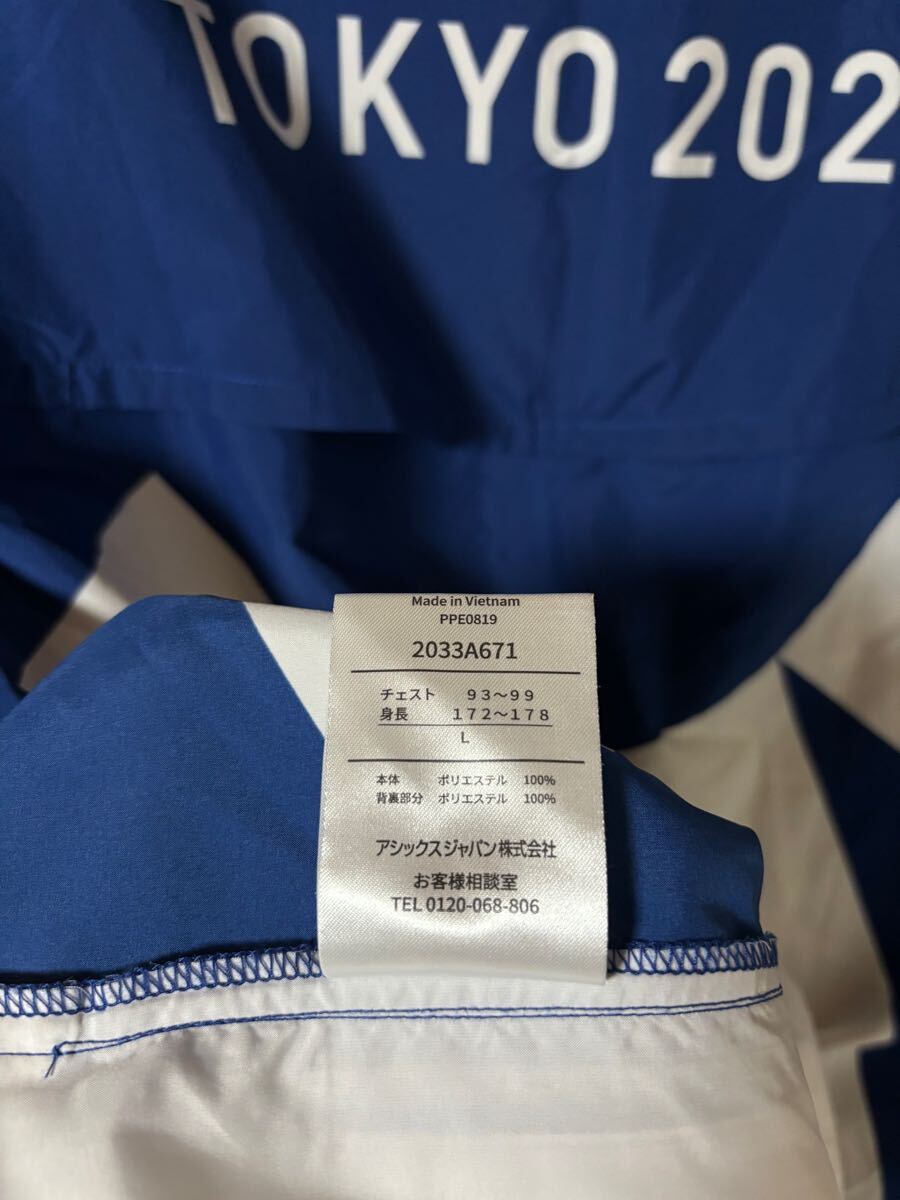 TOKYO 202
Made in Vietnam
PPE0819
2033A671
チェスト ９３～９９
身長 １７２～１７８
L
本体 ポリエステル 100%
背裏部分 ポリエステル 100%
アシックスジャパン株式会社
お客様相談室
TEL 0120-068-806